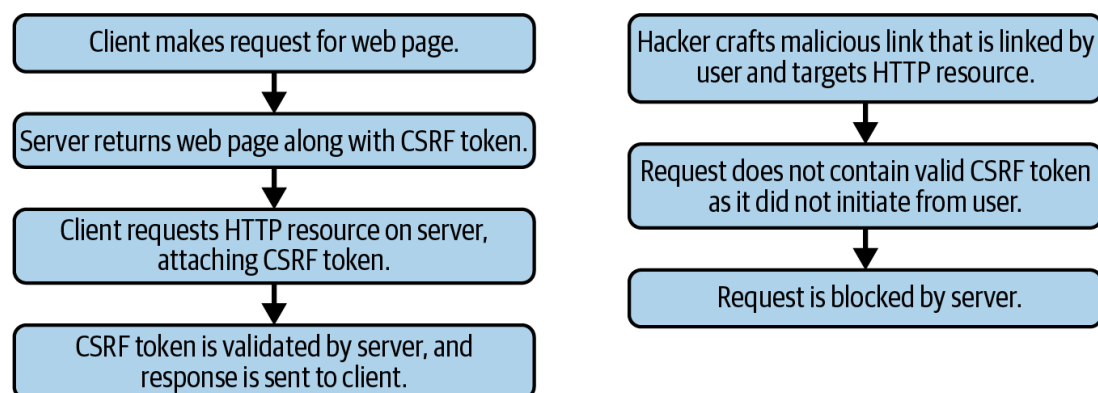 Client makes request for web page.
Server returns web page along with CSRF token.
Client requests HTTP resource on server,
attaching CSRF token.
CSRF token is validated by server, and
response is sent to client.
Hacker crafts malicious link that is linked by
user and targets HTTP resource.
Request does not contain valid CSRF token
as it did not initiate from user.
Request is blocked by server.